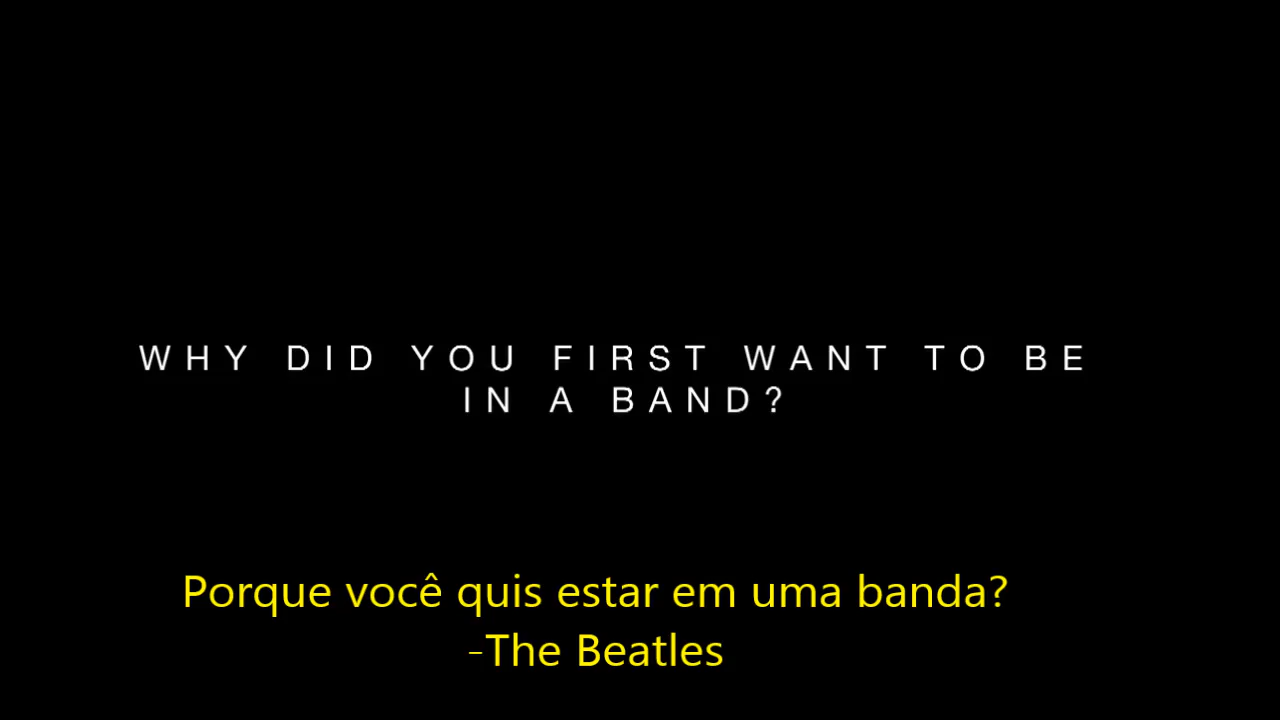 WHY DID YOU FIRST WANT TO BE
IN A BAND?
Porque você quis estar em uma banda?
-The Beatles